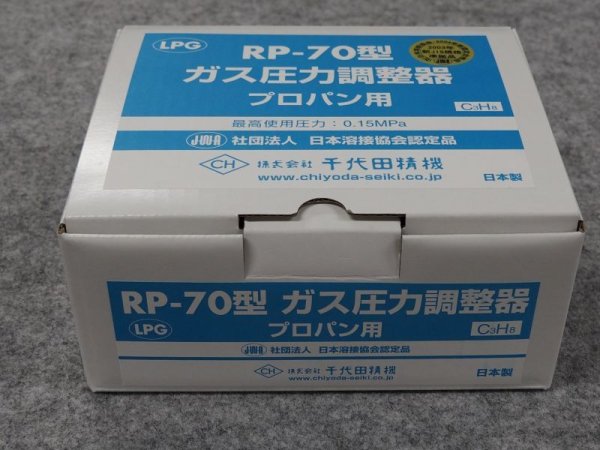 LPG
RP-70型
ガス圧力調整器
プロパン用
C3H8
最高使用圧力：0.15MPa
JWA 社団法人 日本溶接協会認定品
CH 株式会社 千代田精機
www.chiyoda-seiki.co.jp
日本製
RP-70型 ガス圧力調整器
LPG
プロパン用
C3H8
JWA 社団法人 日本溶接協会認定品
CH 株式会社 千代田精機
www.chiyoda-seiki.co.jp
日本製